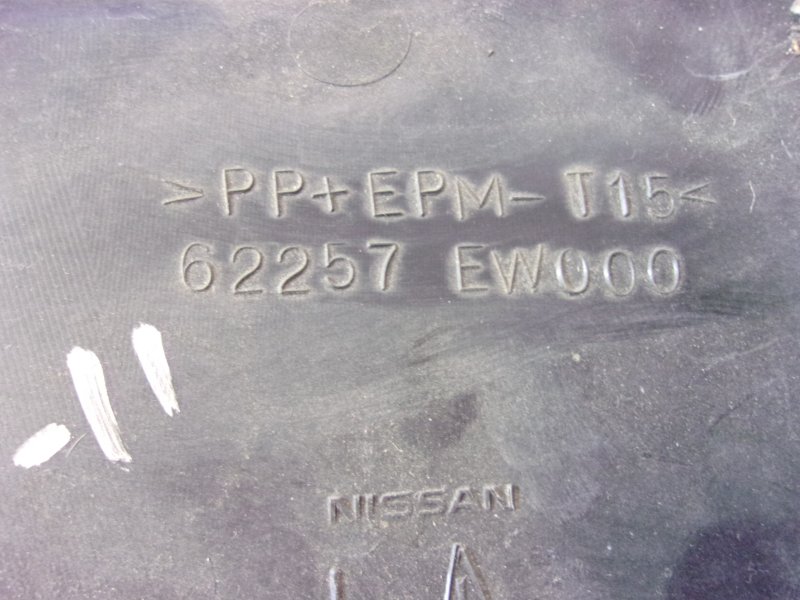 >PP+EPM-T15<
62257 EW000
NISSAN